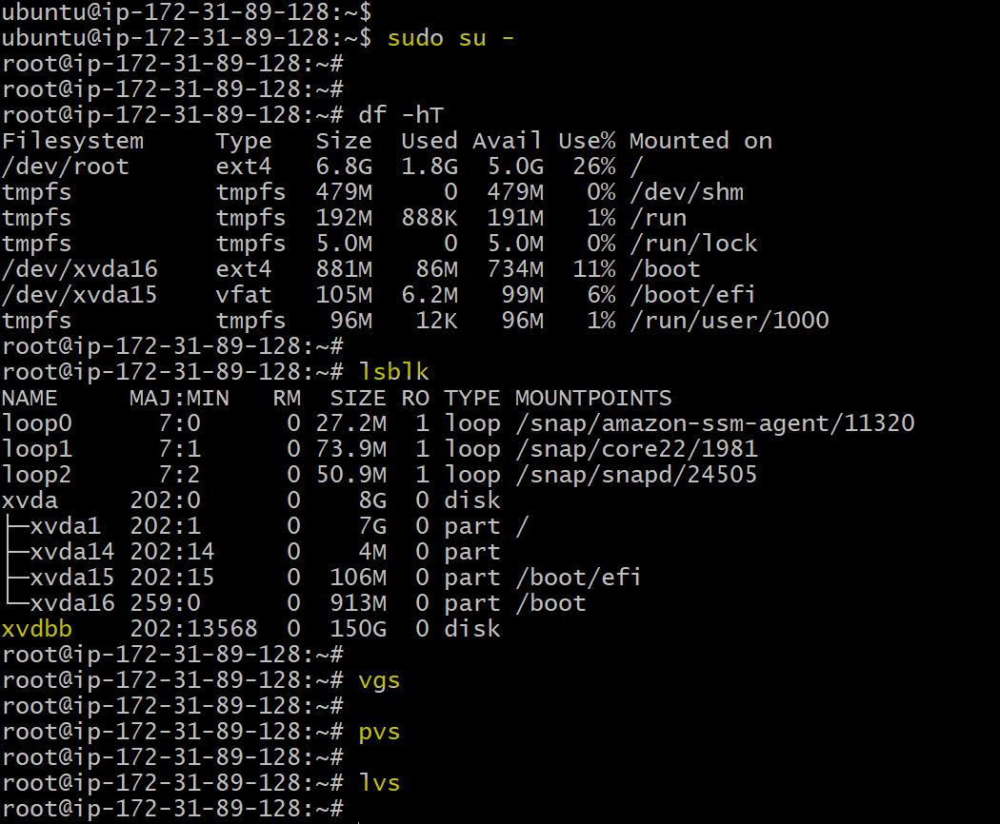 ubuntu@ip-172-31-89-128:~$
ubuntu@ip-172-31-89-128:~$ sudo su -
root@ip-172-31-89-128:~#
root@ip-172-31-89-128:~#
root@ip-172-31-89-128:~# df -hT
Filesystem     Type   Size  Used Avail Use% Mounted on
/dev/root      ext4   6.8G  1.8G  5.0G  26% /
tmpfs          tmpfs  479M     0  479M   0% /dev/shm
tmpfs          tmpfs  192M  888K  191M   1% /run
tmpfs          tmpfs  5.0M     0  5.0M   0% /run/lock
/dev/xvda16    ext4   881M   86M  734M  11% /boot
/dev/xvda15    vfat   105M  6.2M   99M   6% /boot/efi
tmpfs          tmpfs   96M   12K   96M   1% /run/user/1000
root@ip-172-31-89-128:~#
root@ip-172-31-89-128:~# lsblk
NAME     MAJ:MIN   RM  SIZE RO TYPE MOUNTPOINTS
loop0      7:0      0 27.2M  1 loop /snap/amazon-ssm-agent/11320
loop1      7:1      0 73.9M  1 loop /snap/core22/1981
loop2      7:2      0 50.9M  1 loop /snap/snapd/24505
xvda     202:0      0    8G  0 disk
├─xvda1  202:1      0    7G  0 part /
├─xvda14 202:14     0    4M  0 part
├─xvda15 202:15     0  106M  0 part /boot/efi
└─xvda16 259:0      0  913M  0 part /boot
xvdbb    202:13568  0  150G  0 disk
root@ip-172-31-89-128:~#
root@ip-172-31-89-128:~# vgs
root@ip-172-31-89-128:~#
root@ip-172-31-89-128:~# pvs
root@ip-172-31-89-128:~#
root@ip-172-31-89-128:~# lvs
root@ip-172-31-89-128:~#